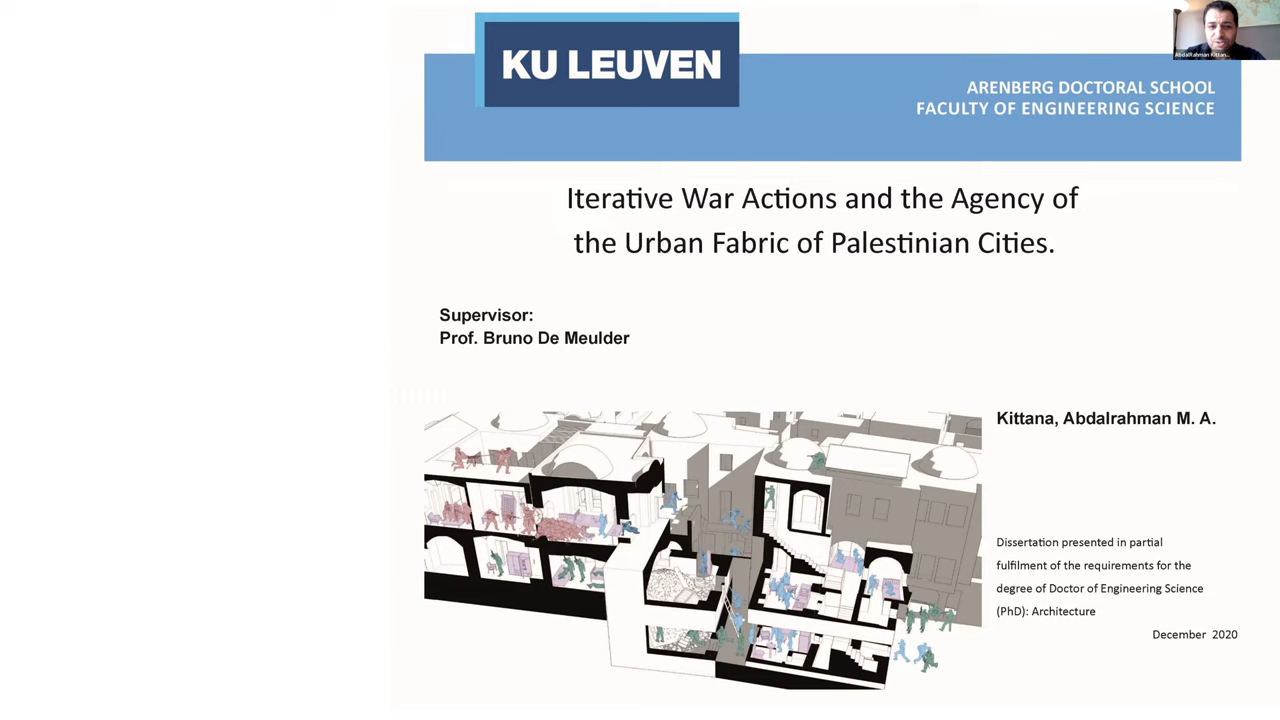 KU LEUVEN
ARENBERG DOCTORAL SCHOOL
FACULTY OF ENGINEERING SCIENCE
Iterative War Actions and the Agency of
the Urban Fabric of Palestinian Cities.
Supervisor:
Prof. Bruno De Meulder
Kittana, Abdalrahman M. A.
Dissertation presented in partial
fulfilment of the requirements for the
degree of Doctor of Engineering Science
(PhD): Architecture
December 2020
AbdalRahman Kittan...